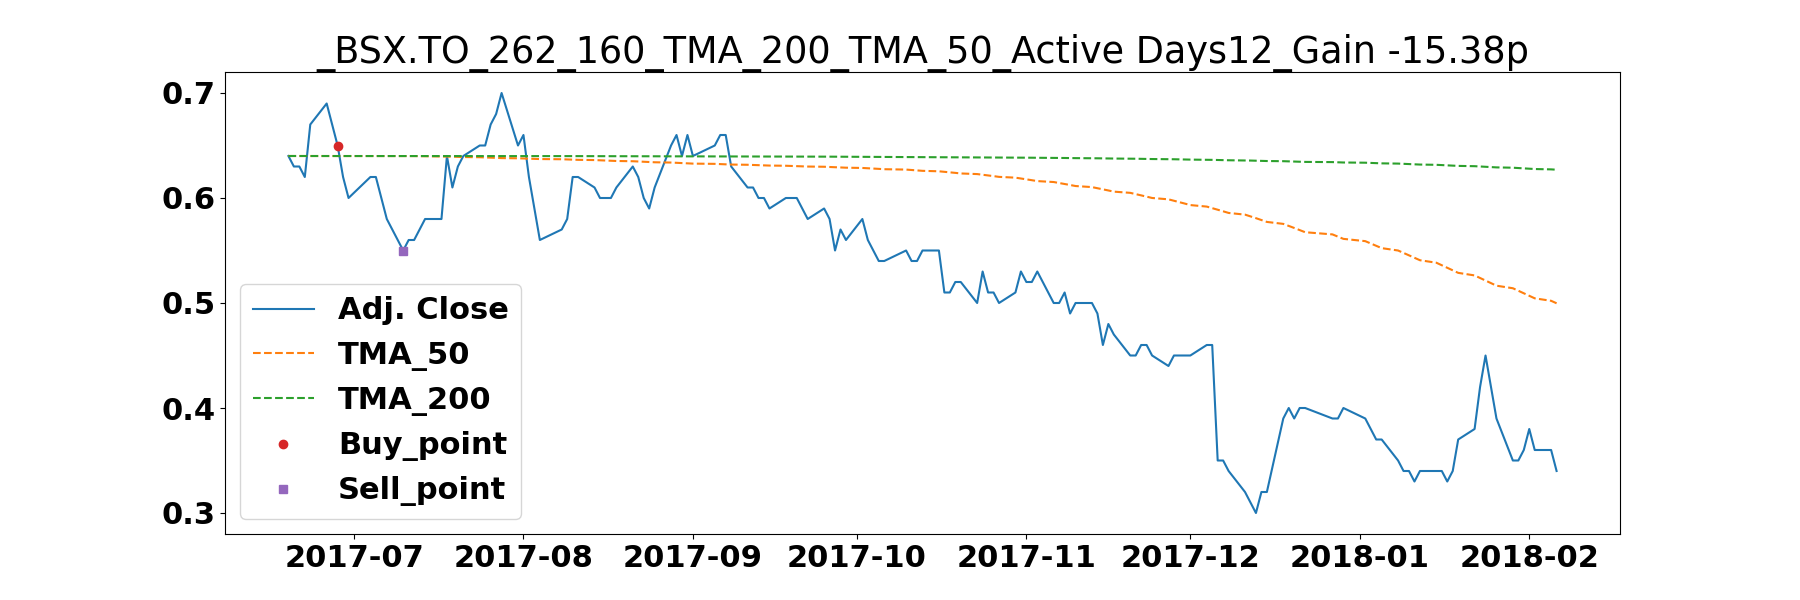 _BSX.TO_262_160_TMA_200_TMA_50_Active Days12_Gain -15.38p
0.7
0.6
0.5
0.4
0.3
Adj. Close
TMA_50
TMA_200
Buy_point
Sell_point
2017-07 2017-08 2017-09 2017-10 2017-11 2017-12 2018-01 2018-02